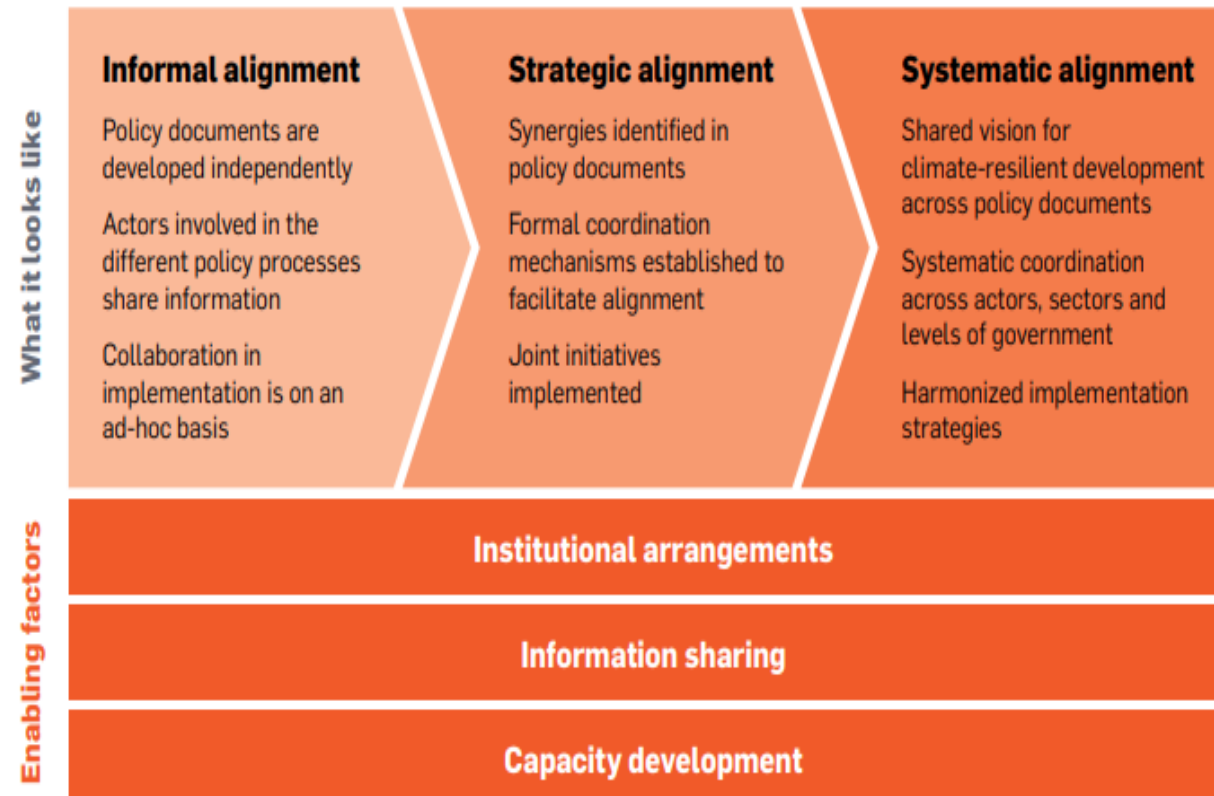 What it looks like
Informal alignment
Policy documents are
developed independently
Actors involved in the
different policy processes
share information
Collaboration in
implementation is on an
ad-hoc basis
Strategic alignment
Synergies identified in
policy documents
Formal coordination
mechanisms established to
facilitate alignment
Joint initiatives
implemented
Systematic alignment
Shared vision for
climate-resilient development
across policy documents
Systematic coordination
across actors, sectors and
levels of government
Harmonized implementation
strategies
Enabling factors
Institutional arrangements
Information sharing
Capacity development